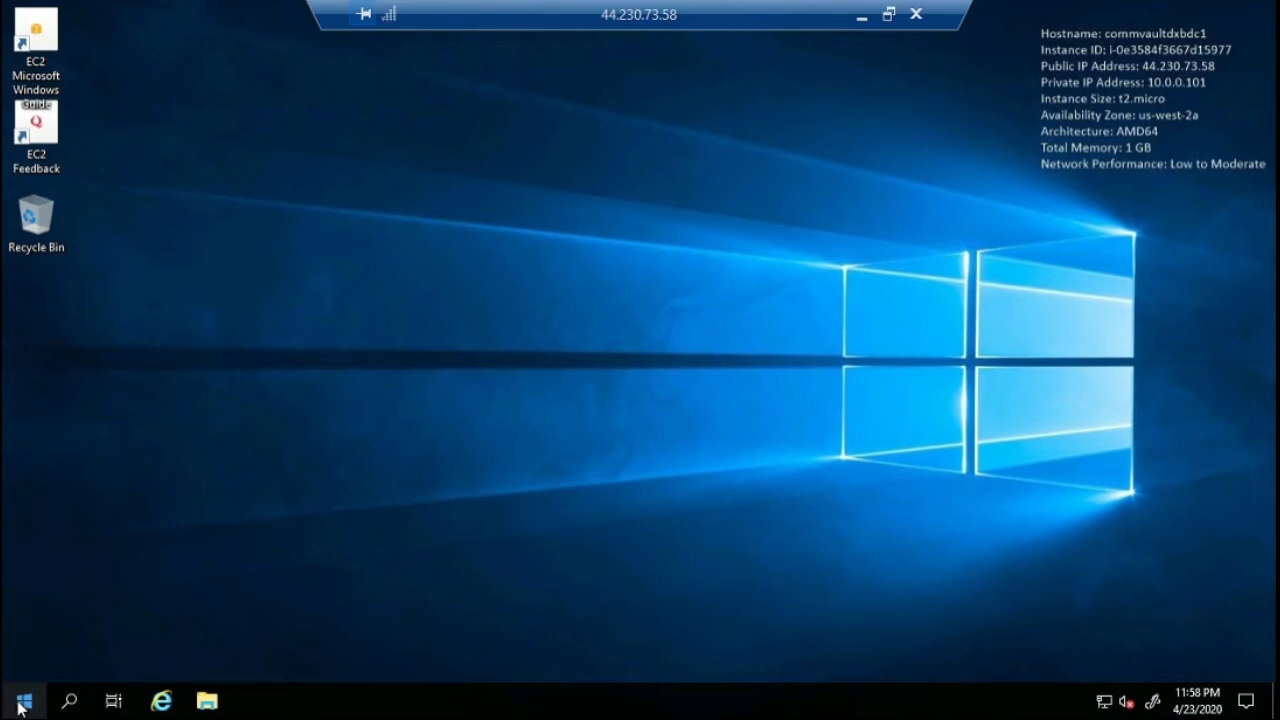 44.230.73.58
Hostname: commvaultdxbdc1
Instance ID: i-0e3584f3667d15977
Public IP Address: 44.230.73.58
Private IP Address: 10.0.0.101
Instance Size: t2.micro
Availability Zone: us-west-2a
Architecture: AMD64
Total Memory: 1 GB
Network Performance: Low to Moderate
EC2
Microsoft
Windows
Guide
EC2
Feedback
Recycle Bin
11:58 PM
4/23/2020